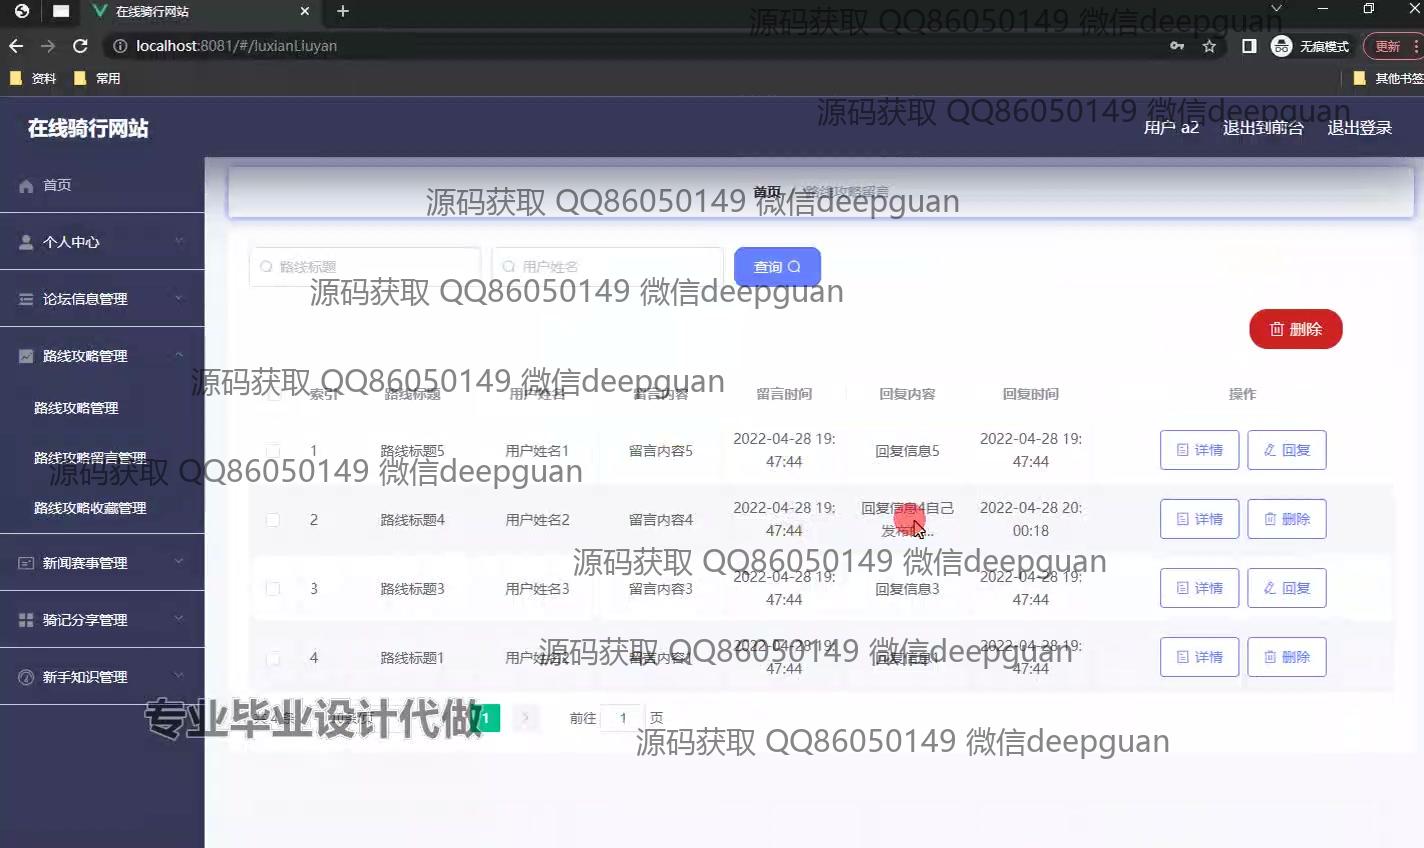 在线骑行网站
源码获取 QQ86050149 微信deepguan
localhost:8081/#/luxianLiuyan
无痕模式
更新
资料
常用
其他书签
源码获取 QQ86050149 微信deepguan
在线骑行网站
用户 a2
退出到前台
退出登录
首页
个人中心
论坛信息管理
路线攻略管理
路线攻略管理
路线攻略留言管理
路线攻略收藏管理
新闻赛事管理
骑记分享管理
新手知识管理
首页 路线攻略留言
源码获取 QQ86050149 微信deepguan
路线标题
用户姓名
查询
源码获取 QQ86050149 微信deepguan
删除
源码获取 QQ86050149 微信deepguan
索引 路线标题 用户姓名 留言内容 留言时间 回复内容 回复时间 操作
1 路线标题5 用户姓名1 留言内容5 2022-04-28 19:47:44 回复信息5 2022-04-28 19:47:44 详情 回复
源码获取 QQ86050149 微信deepguan
2 路线标题4 用户姓名2 留言内容4 2022-04-28 19:47:44 回复信息4自己发布的... 2022-04-28 20:00:18 详情 删除
源码获取 QQ86050149 微信deepguan
3 路线标题3 用户姓名3 留言内容3 2022-04-28 19:47:44 回复信息3 2022-04-28 19:47:44 详情 回复
源码获取 QQ86050149 微信deepguan
4 路线标题1 2022-04-28 19:47:44 2022-04-28 19:47:44 详情 删除
专业毕业设计代做
1
前往 1 页
源码获取 QQ86050149 微信deepguan